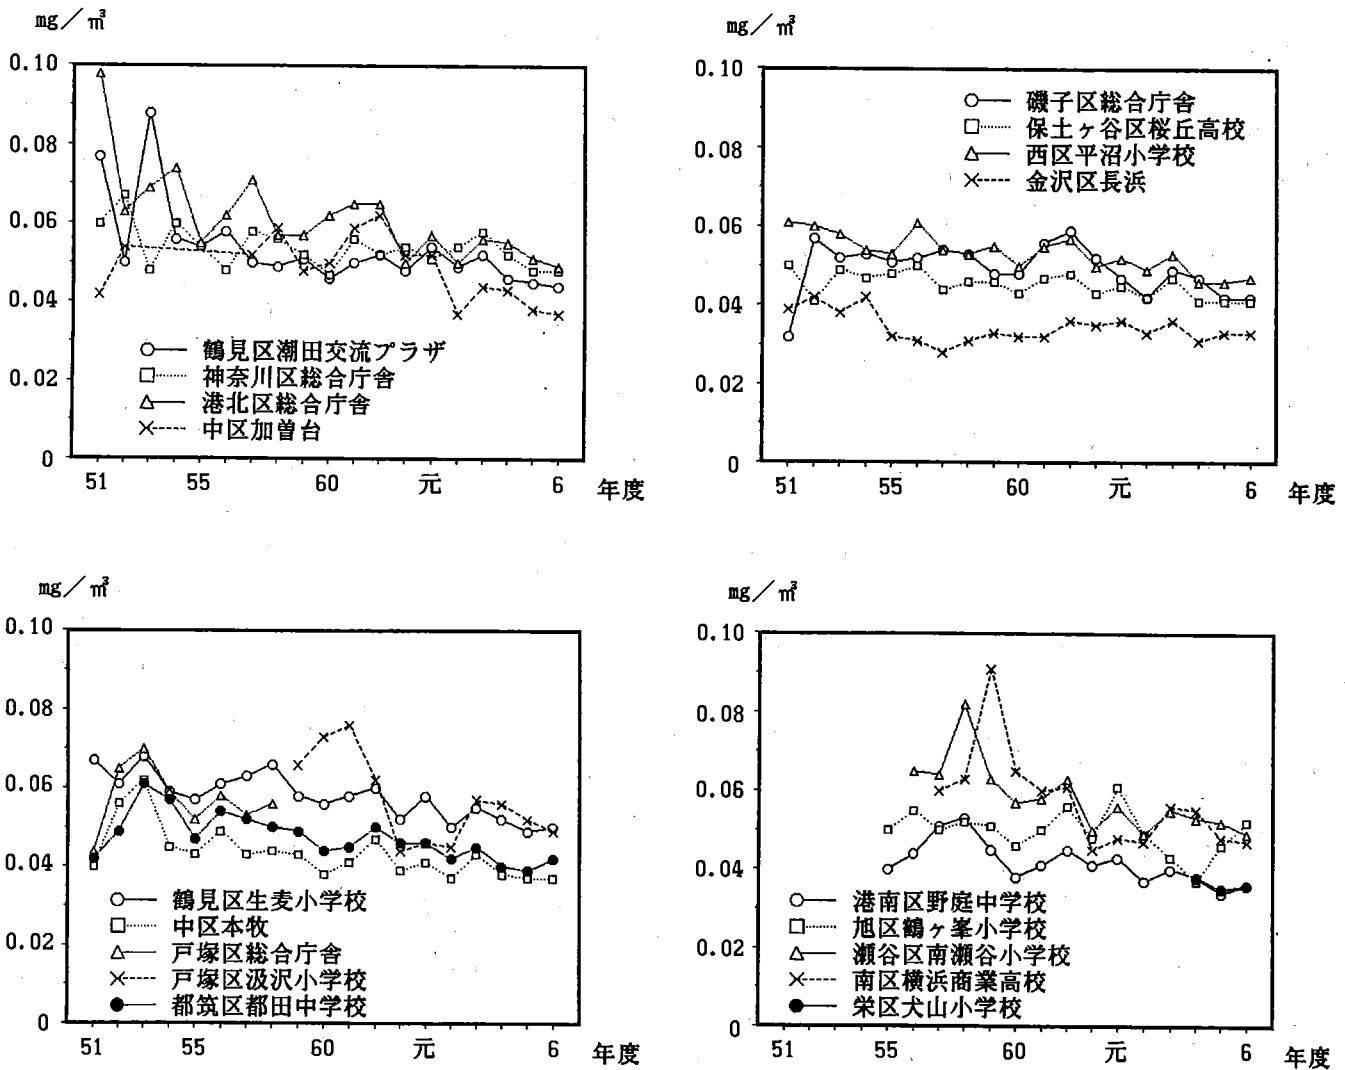 mg／㎥
0.10
0.08
0.06
0.04
0.02
0
鶴見区潮田交流プラザ
神奈川区総合庁舎
港北区総合庁舎
中区加曽台
51 55 60 元 6 年度
mg／㎥
0.10
0.08
0.06
0.04
0.02
0
磯子区総合庁舎
保土ヶ谷区桜丘高校
西区平沼小学校
金沢区長浜
51 55 60 元 6 年度
mg／㎥
0.10
0.08
0.06
0.04
0.02
0
鶴見区生麦小学校
中区本牧
戸塚区総合庁舎
戸塚区汲沢小学校
都筑区都田中学校
51 55 60 元 6 年度
mg／㎥
0.10
0.08
0.06
0.04
0.02
0
港南区野庭中学校
旭区鶴ヶ峯小学校
瀬谷区南瀬谷小学校
南区横浜商業高校
栄区犬山小学校
51 55 60 元 6 年度